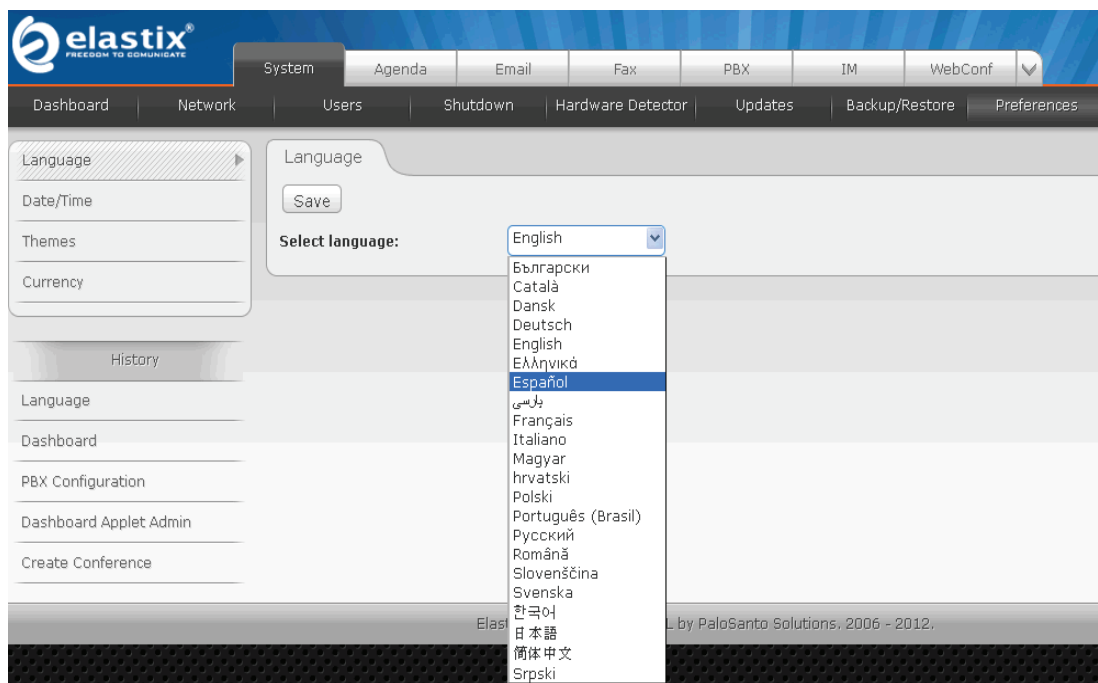 elastix®
FREEDOM TO COMUNICATE
System Agenda Email Fax PBX IM WebConf
Dashboard Network Users Shutdown Hardware Detector Updates Backup/Restore Preferences
Language
Date/Time
Themes
Currency
History
Language
Dashboard
PBX Configuration
Dashboard Applet Admin
Create Conference
Language
Save
Select language: English
Български
Català
Dansk
Deutsch
English
Ελληνικά
Español
پارسی
Français
Italiano
Magyar
hrvatski
Polski
Português (Brasil)
Русский
Română
Slovenščina
Svenska
한국어
日本語
简体中文
Srpski
by PaloSanto Solutions. 2006 - 2012.